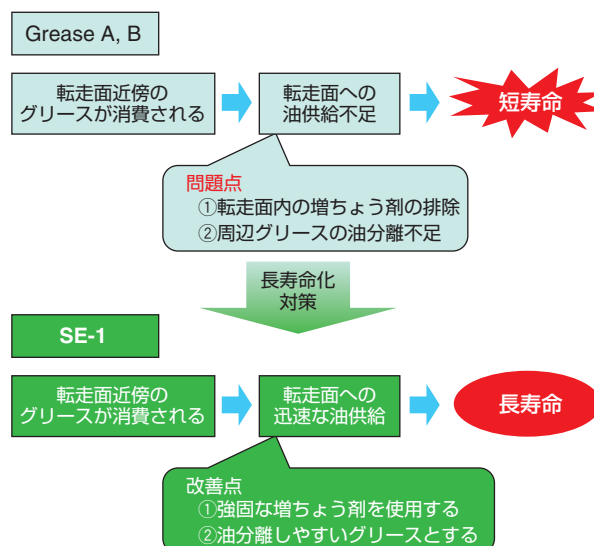 Grease A, B
転走面近傍の
グリースが消費される
転走面への
油供給不足
短寿命
問題点
①転走面内の増ちょう剤の排除
②周辺グリースの油分離不足
長寿命化
対策
SE-1
転走面近傍の
グリースが消費される
転走面への
迅速な油供給
長寿命
改善点
①強固な増ちょう剤を使用する
②油分離しやすいグリースとする